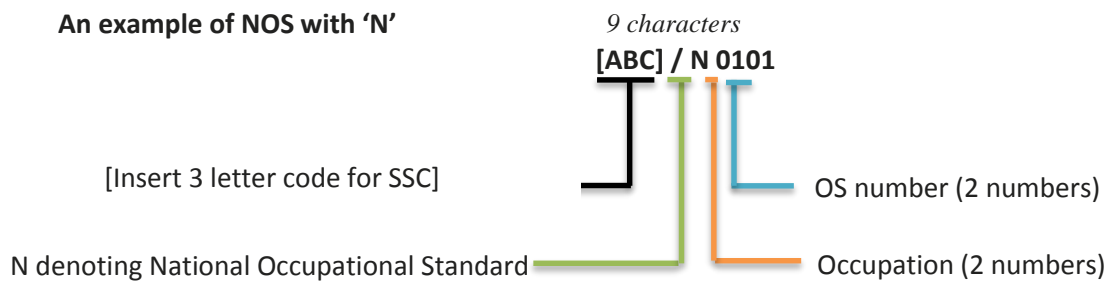 An example of NOS with ‘N’
9 characters
[ABC] / N 0101
[Insert 3 letter code for SSC]
OS number (2 numbers)
N denoting National Occupational Standard
Occupation (2 numbers)